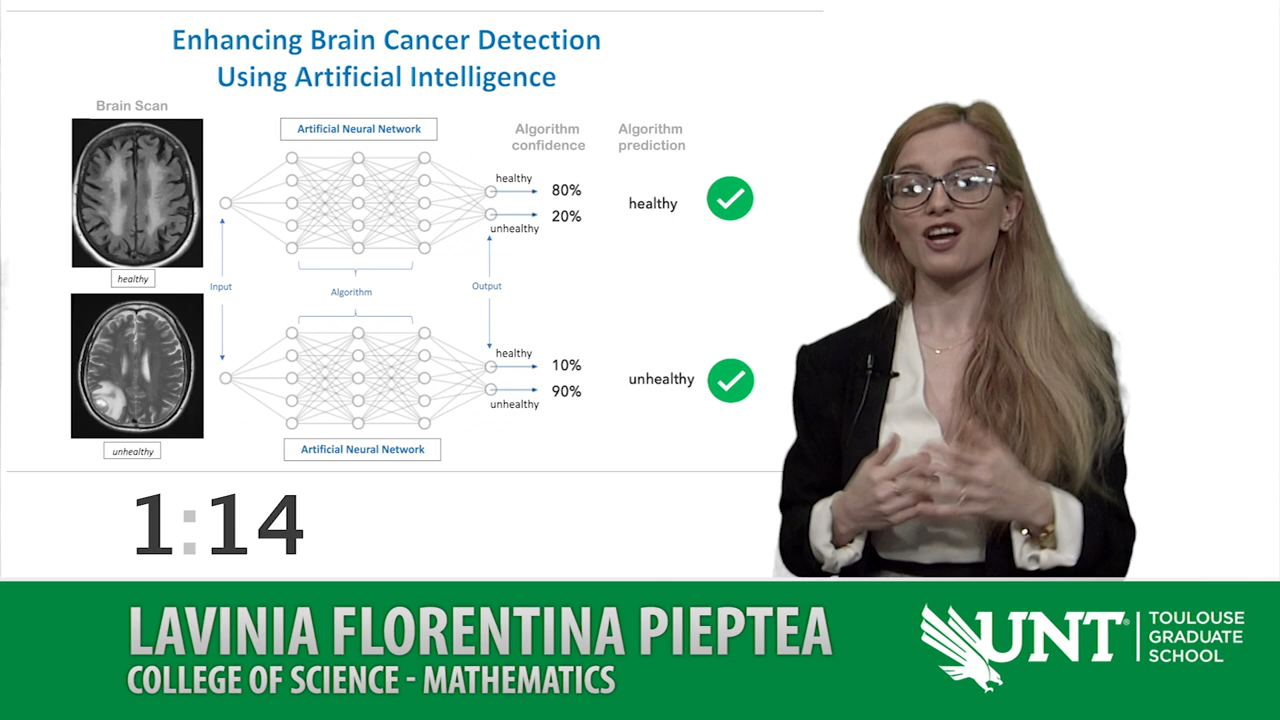 Enhancing Brain Cancer Detection
Using Artificial Intelligence
Brain Scan
Artificial Neural Network
Algorithm
confidence
Algorithm
prediction
healthy
80%
20%
unhealthy
healthy
healthy
Input
Algorithm
Output
healthy
10%
90%
unhealthy
unhealthy
unhealthy
Artificial Neural Network
1:14
LAVINIA FLORENTINA PIEPTEA
COLLEGE OF SCIENCE - MATHEMATICS
UNT®
TOULOUSE
GRADUATE
SCHOOL